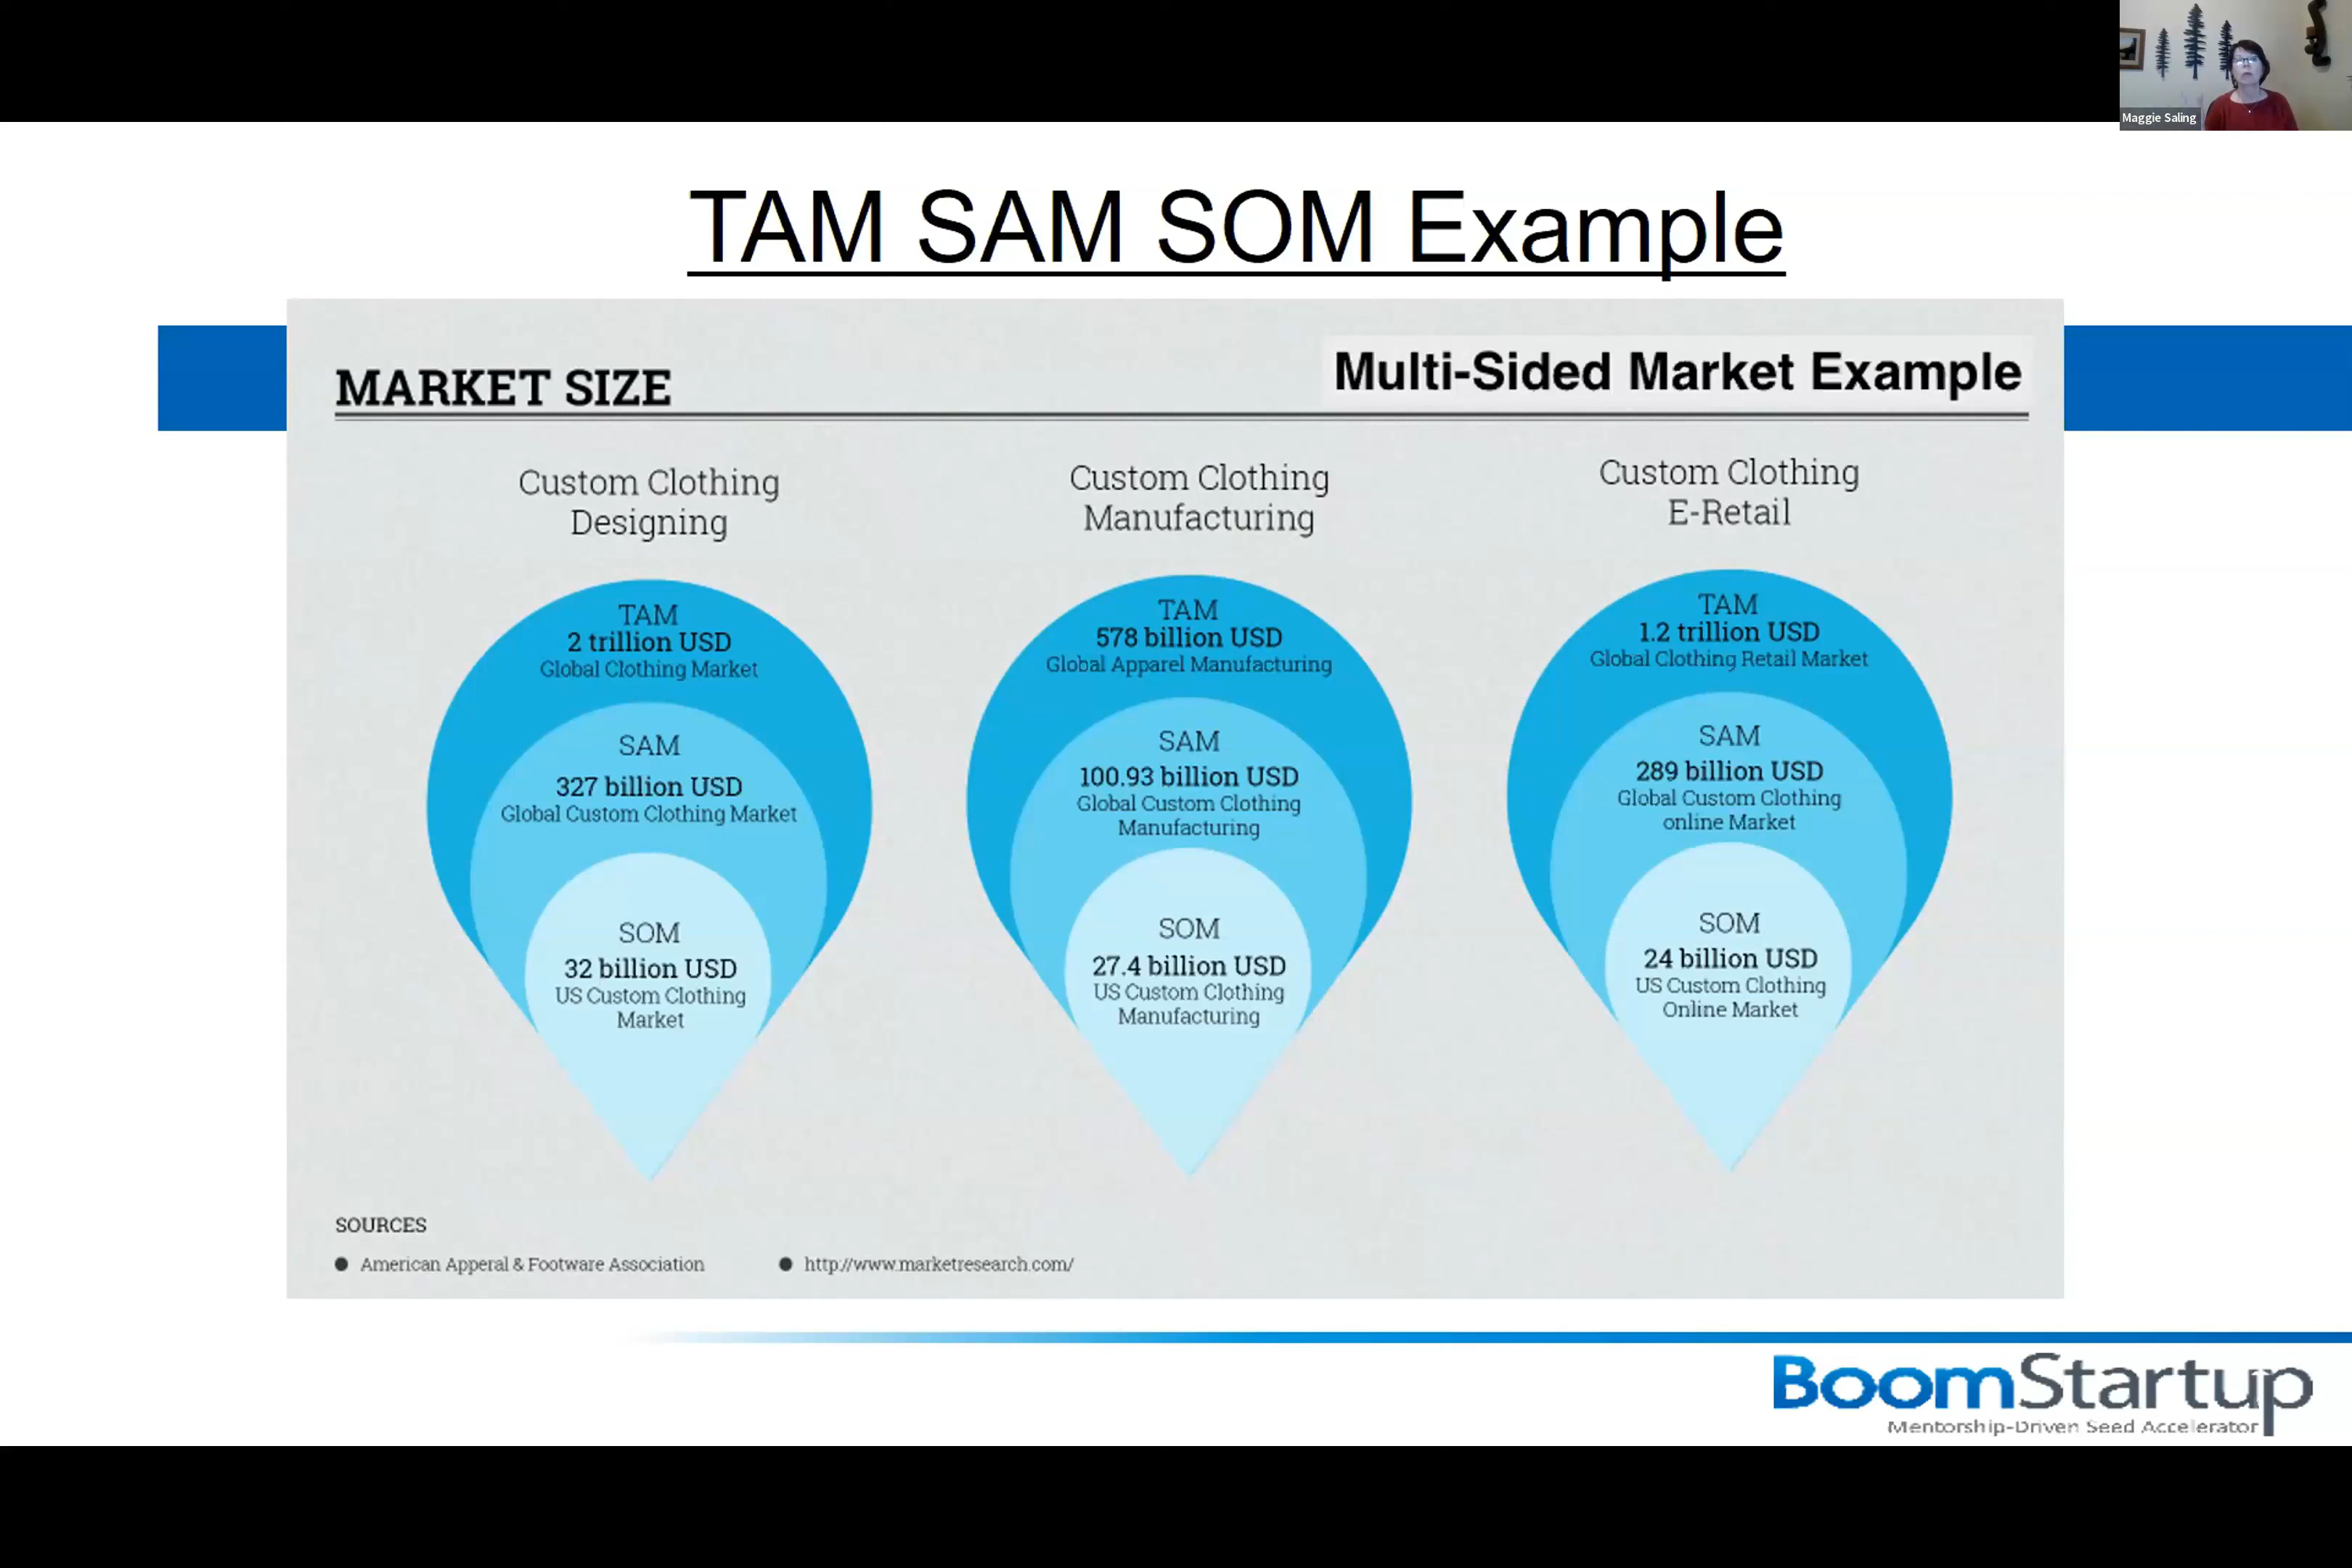 Maggie Saling
TAM SAM SOM Example
MARKET SIZE
Multi-Sided Market Example
Custom Clothing
Designing
TAM
2 trillion USD
Global Clothing Market
SAM
327 billion USD
Global Custom Clothing Market
SOM
32 billion USD
US Custom Clothing
Market
Custom Clothing
Manufacturing
TAM
578 billion USD
Global Apparel Manufacturing
SAM
100.93 billion USD
Global Custom Clothing
Manufacturing
SOM
27.4 billion USD
US Custom Clothing
Manufacturing
Custom Clothing
E-Retail
TAM
1.2 trillion USD
Global Clothing Retail Market
SAM
289 billion USD
Global Custom Clothing
online Market
SOM
24 billion USD
US Custom Clothing
Online Market
SOURCES
American Apperal & Footware Association
http://www.marketresearch.com/
BoomStartup
Mentorship-Driven Seed Accelerator